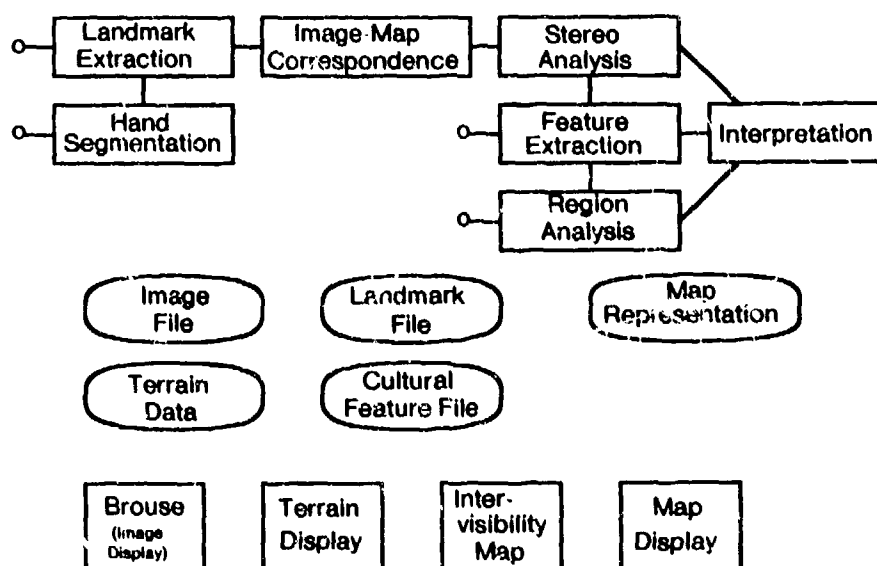 Landmark
Extraction
Image-Map
Correspondence
Stereo
Analysis
Hand
Segmentation
Feature
Extraction
Interpretation
Region
Analysis
Image
File
Landmark
File
Map
Representation
Terrain
Data
Cultural
Feature File
Brouse
(Image
Display)
Terrain
Display
Inter-
visibility
Map
Map
Display